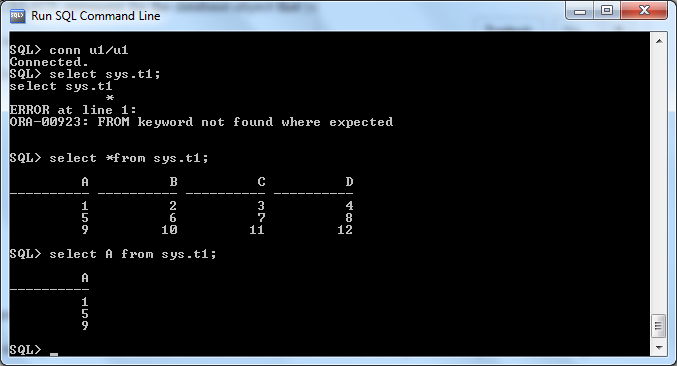 Run SQL Command Line
SQL> conn u1/u1
Connected.
SQL> select sys.t1;
select sys.t1
*
ERROR at line 1:
ORA-00923: FROM keyword not found where expected
SQL> select *from sys.t1;
A B C D
---------- ---------- ---------- ----------
1 2 3 4
5 6 7 8
9 10 11 12
SQL> select A from sys.t1;
A
----------
1
5
9
SQL> _